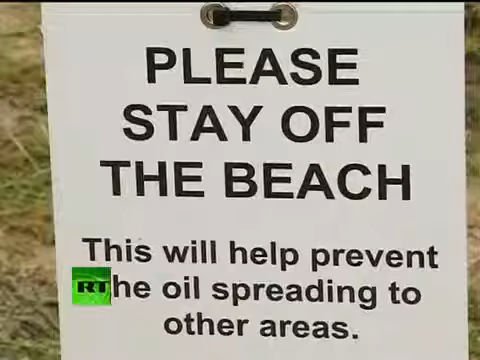 PLEASE
STAY OFF
THE BEACH
This will help prevent
RT he oil spreading to
other areas.